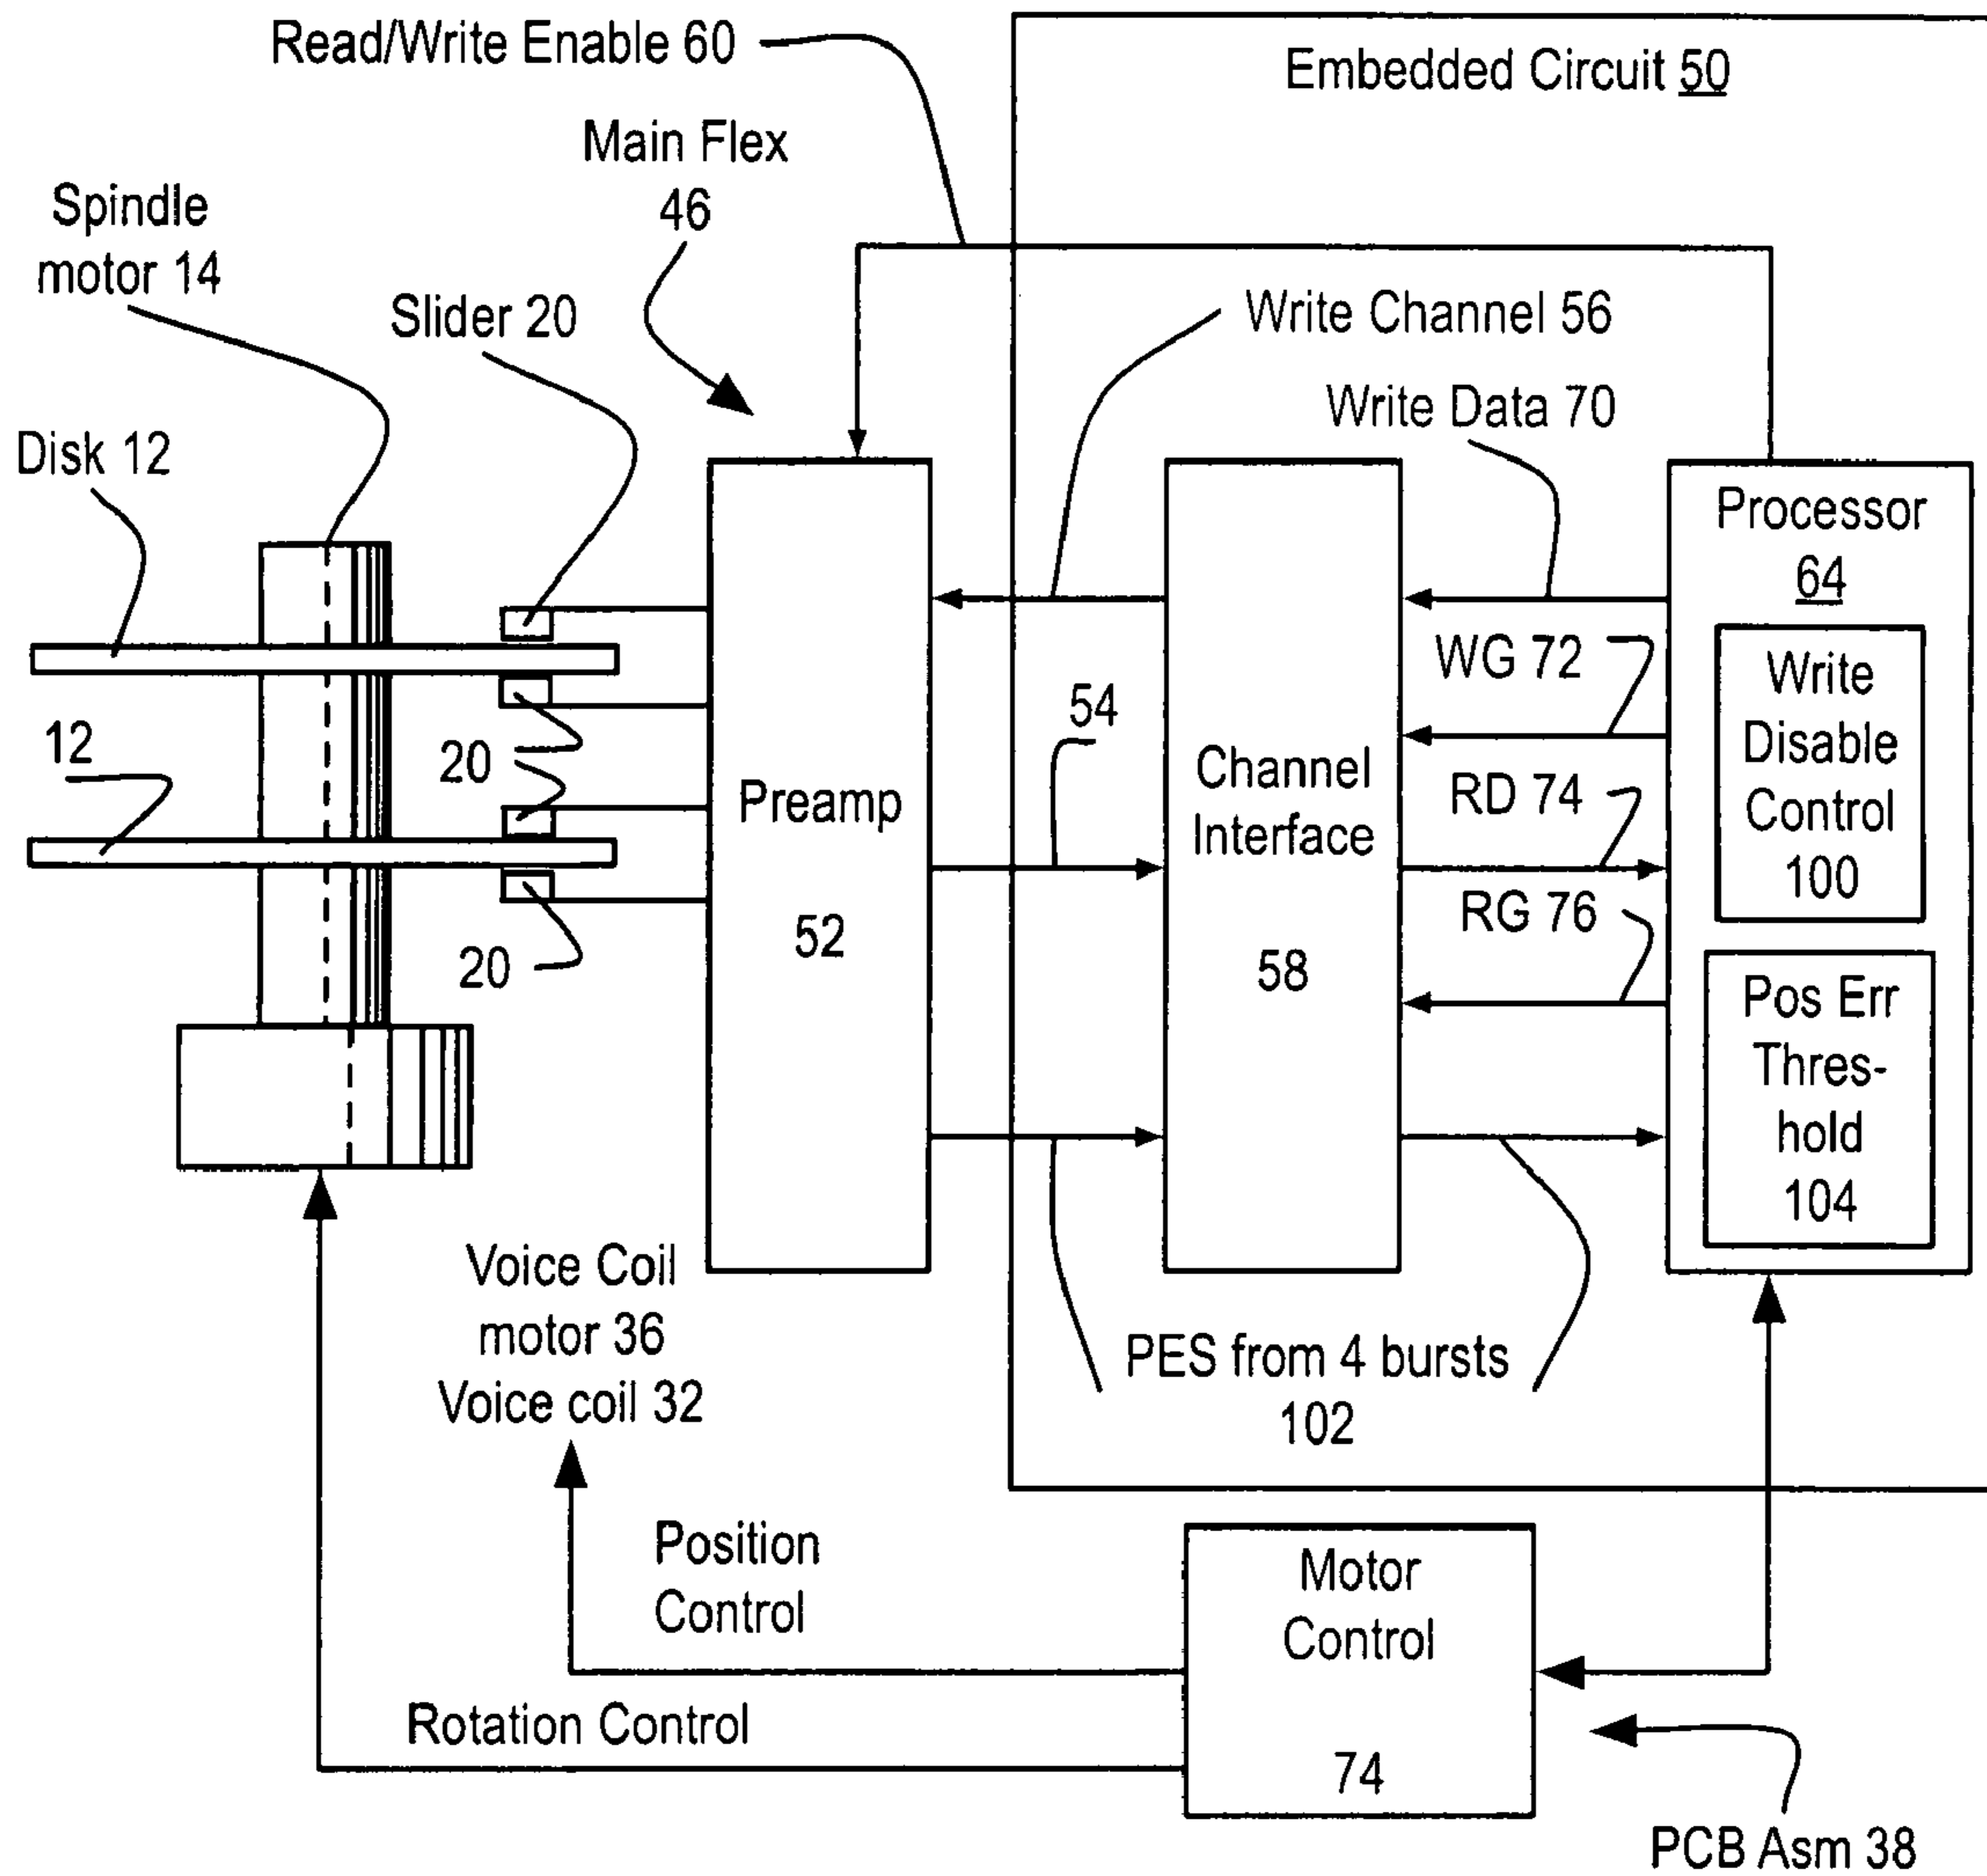 Read/Write Enable 60
Embedded Circuit 50
Main Flex
46
Spindle
motor 14
Slider 20
Write Channel 56
Write Data 70
Disk 12
Processor
64
Write
Disable
Control
100
WG 72
54
12
20
Channel
Interface
58
RD 74
Preamp
52
RG 76
20
Pos Err
Thres-
hold
104
Voice Coil
motor 36
Voice coil 32
PES from 4 bursts
102
Position
Control
Motor
Control
74
Rotation Control
PCB Asm 38